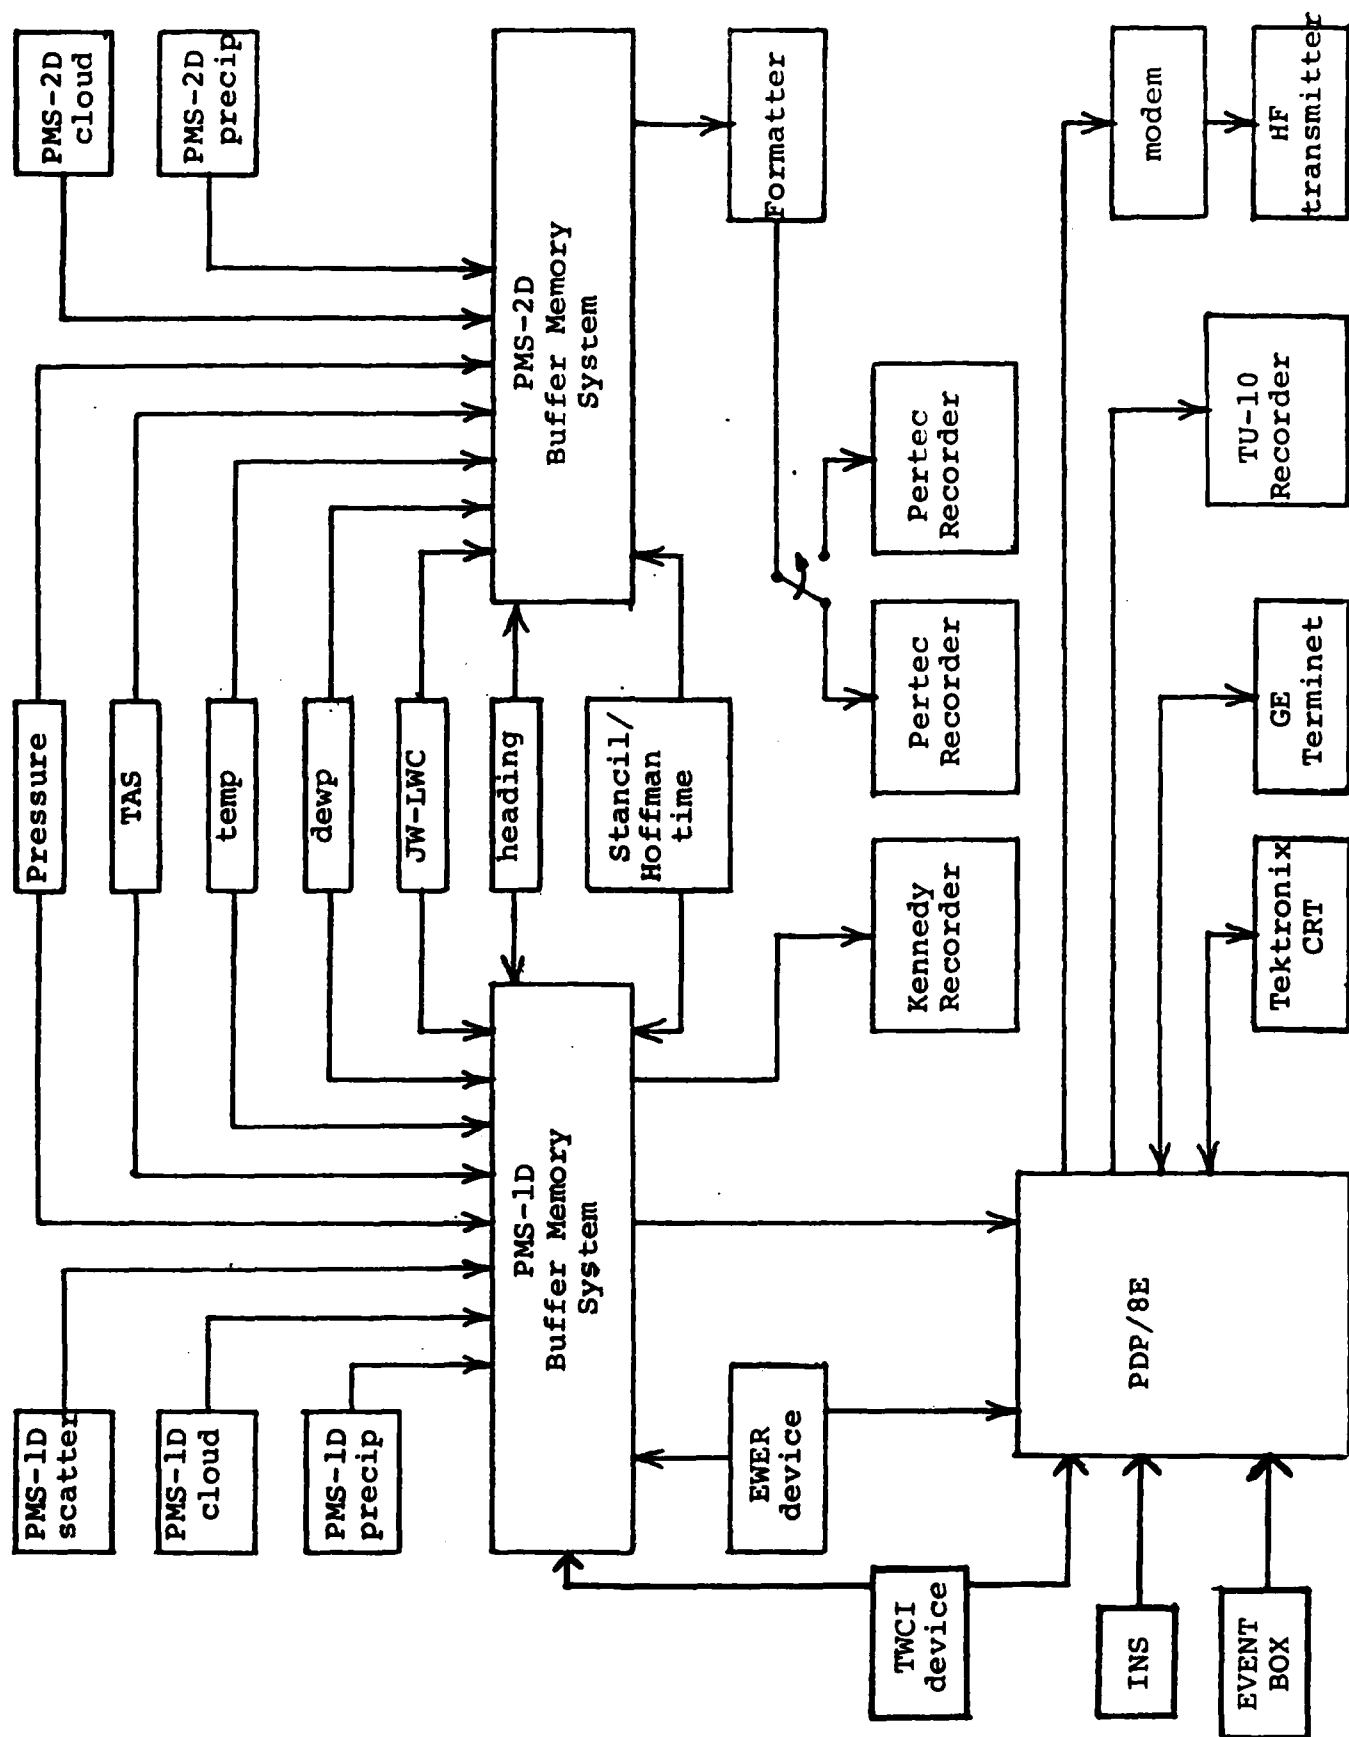 PMS-1D
scatter
PMS-1D
cloud
PMS-1D
precip
Pressure
TAS
temp
dewp
JW-LWC
heading
Stancil/
Hoffman
time
PMS-2D
cloud
PMS-2D
precip
PMS-1D
Buffer Memory
System
PMS-2D
Buffer Memory
System
EWER
device
TWCI
device
INS
EVENT
BOX
PDP/8E
Kennedy
Recorder
Pertec
Recorder
Pertec
Recorder
Formatter
Tektronix
CRT
GE
Terminet
TU-10
Recorder
modem
HF
transmitter